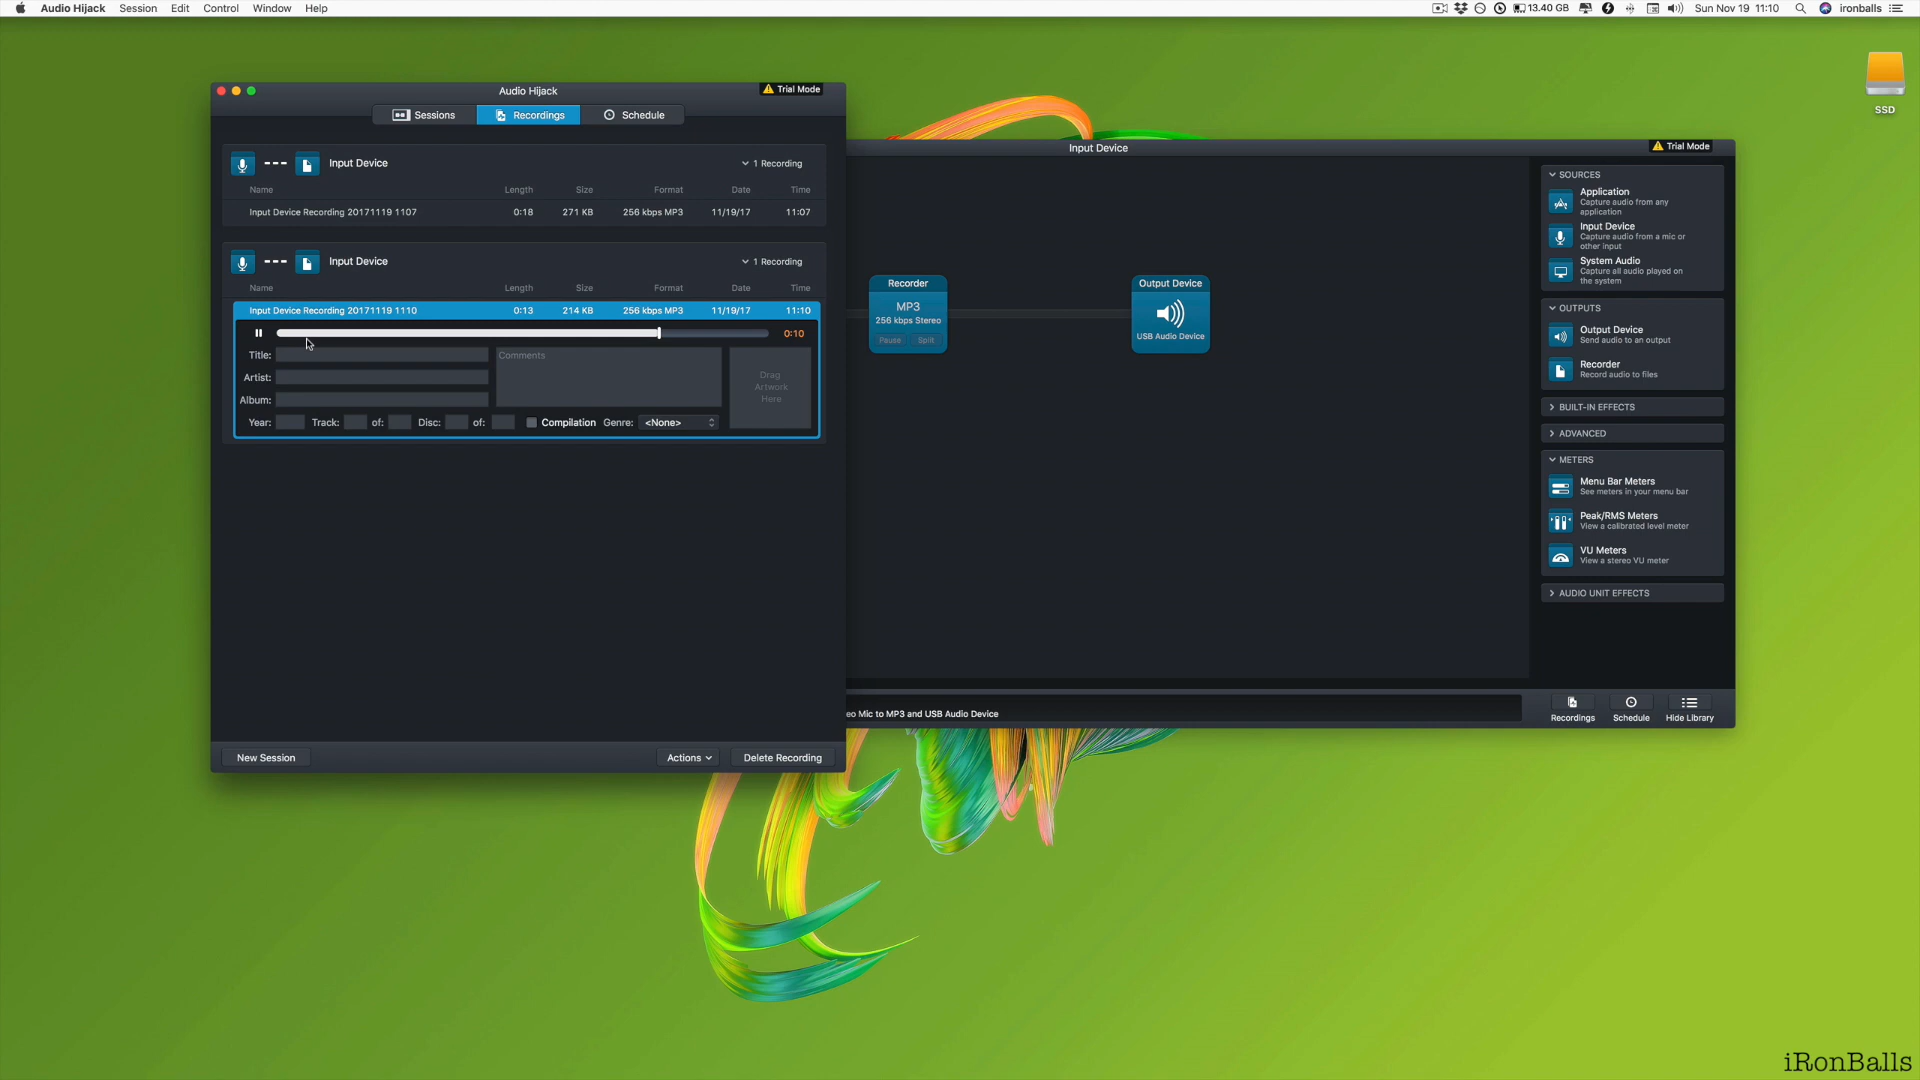 Audio Hijack Session Edit Control Window Help
13.40 GB Sun Nov 19 11:10 ironballs
SSD
Audio Hijack
Trial Mode
Sessions Recordings Schedule
Input Device 1 Recording
Name Length Size Format Date Time
Input Device Recording 20171119 1107 0:18 271 KB 256 kbps MP3 11/19/17 11:07
Input Device 1 Recording
Name Length Size Format Date Time
Input Device Recording 20171119 1110 0:13 214 KB 256 kbps MP3 11/19/17 11:10
0:10
Title: Comments
Artist:
Album:
Drag
Artwork
Here
Year: Track: of: Disc: of: Compilation Genre: <None>
New Session Actions Delete Recording
Input Device
Trial Mode
Recorder
MP3
256 kbps Stereo
Pause Split
Output Device
USB Audio Device
SOURCES
Application
Capture audio from any
application
Input Device
Capture audio from a mic or
other input
System Audio
Capture all audio played on
the system
OUTPUTS
Output Device
Send audio to an output
Recorder
Record audio to files
BUILT-IN EFFECTS
ADVANCED
METERS
Menu Bar Meters
See meters in your menu bar
Peak/RMS Meters
View a calibrated level meter
VU Meters
View a stereo VU meter
AUDIO UNIT EFFECTS
eo Mic to MP3 and USB Audio Device
Recordings Schedule Hide Library
iRonBalls